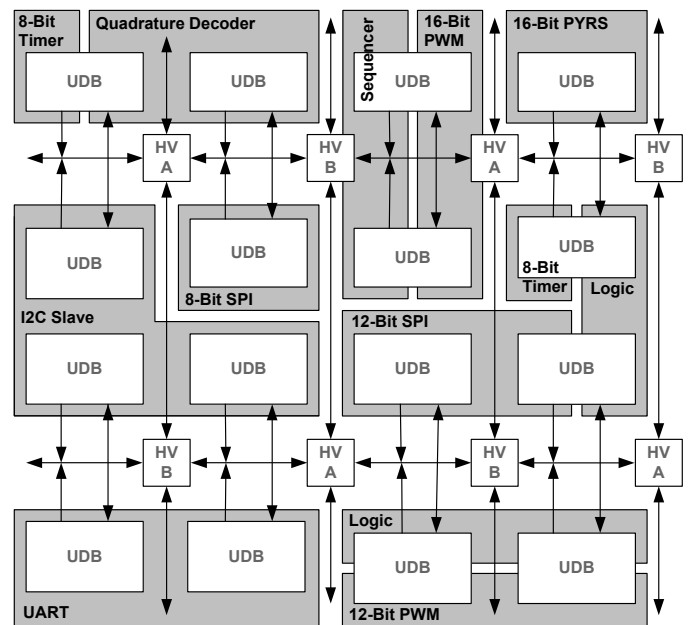 8-Bit
Timer
Quadrature Decoder
Sequencer
16-Bit
PWM
16-Bit PYRS
UDB
UDB
UDB
UDB
HV
A
HV
B
HV
A
HV
B
UDB
UDB
UDB
UDB
8-Bit SPI
8-Bit
Timer
Logic
I2C Slave
12-Bit SPI
UDB
UDB
UDB
UDB
HV
B
HV
A
HV
B
HV
A
Logic
UDB
UDB
UDB
UDB
UART
12-Bit PWM